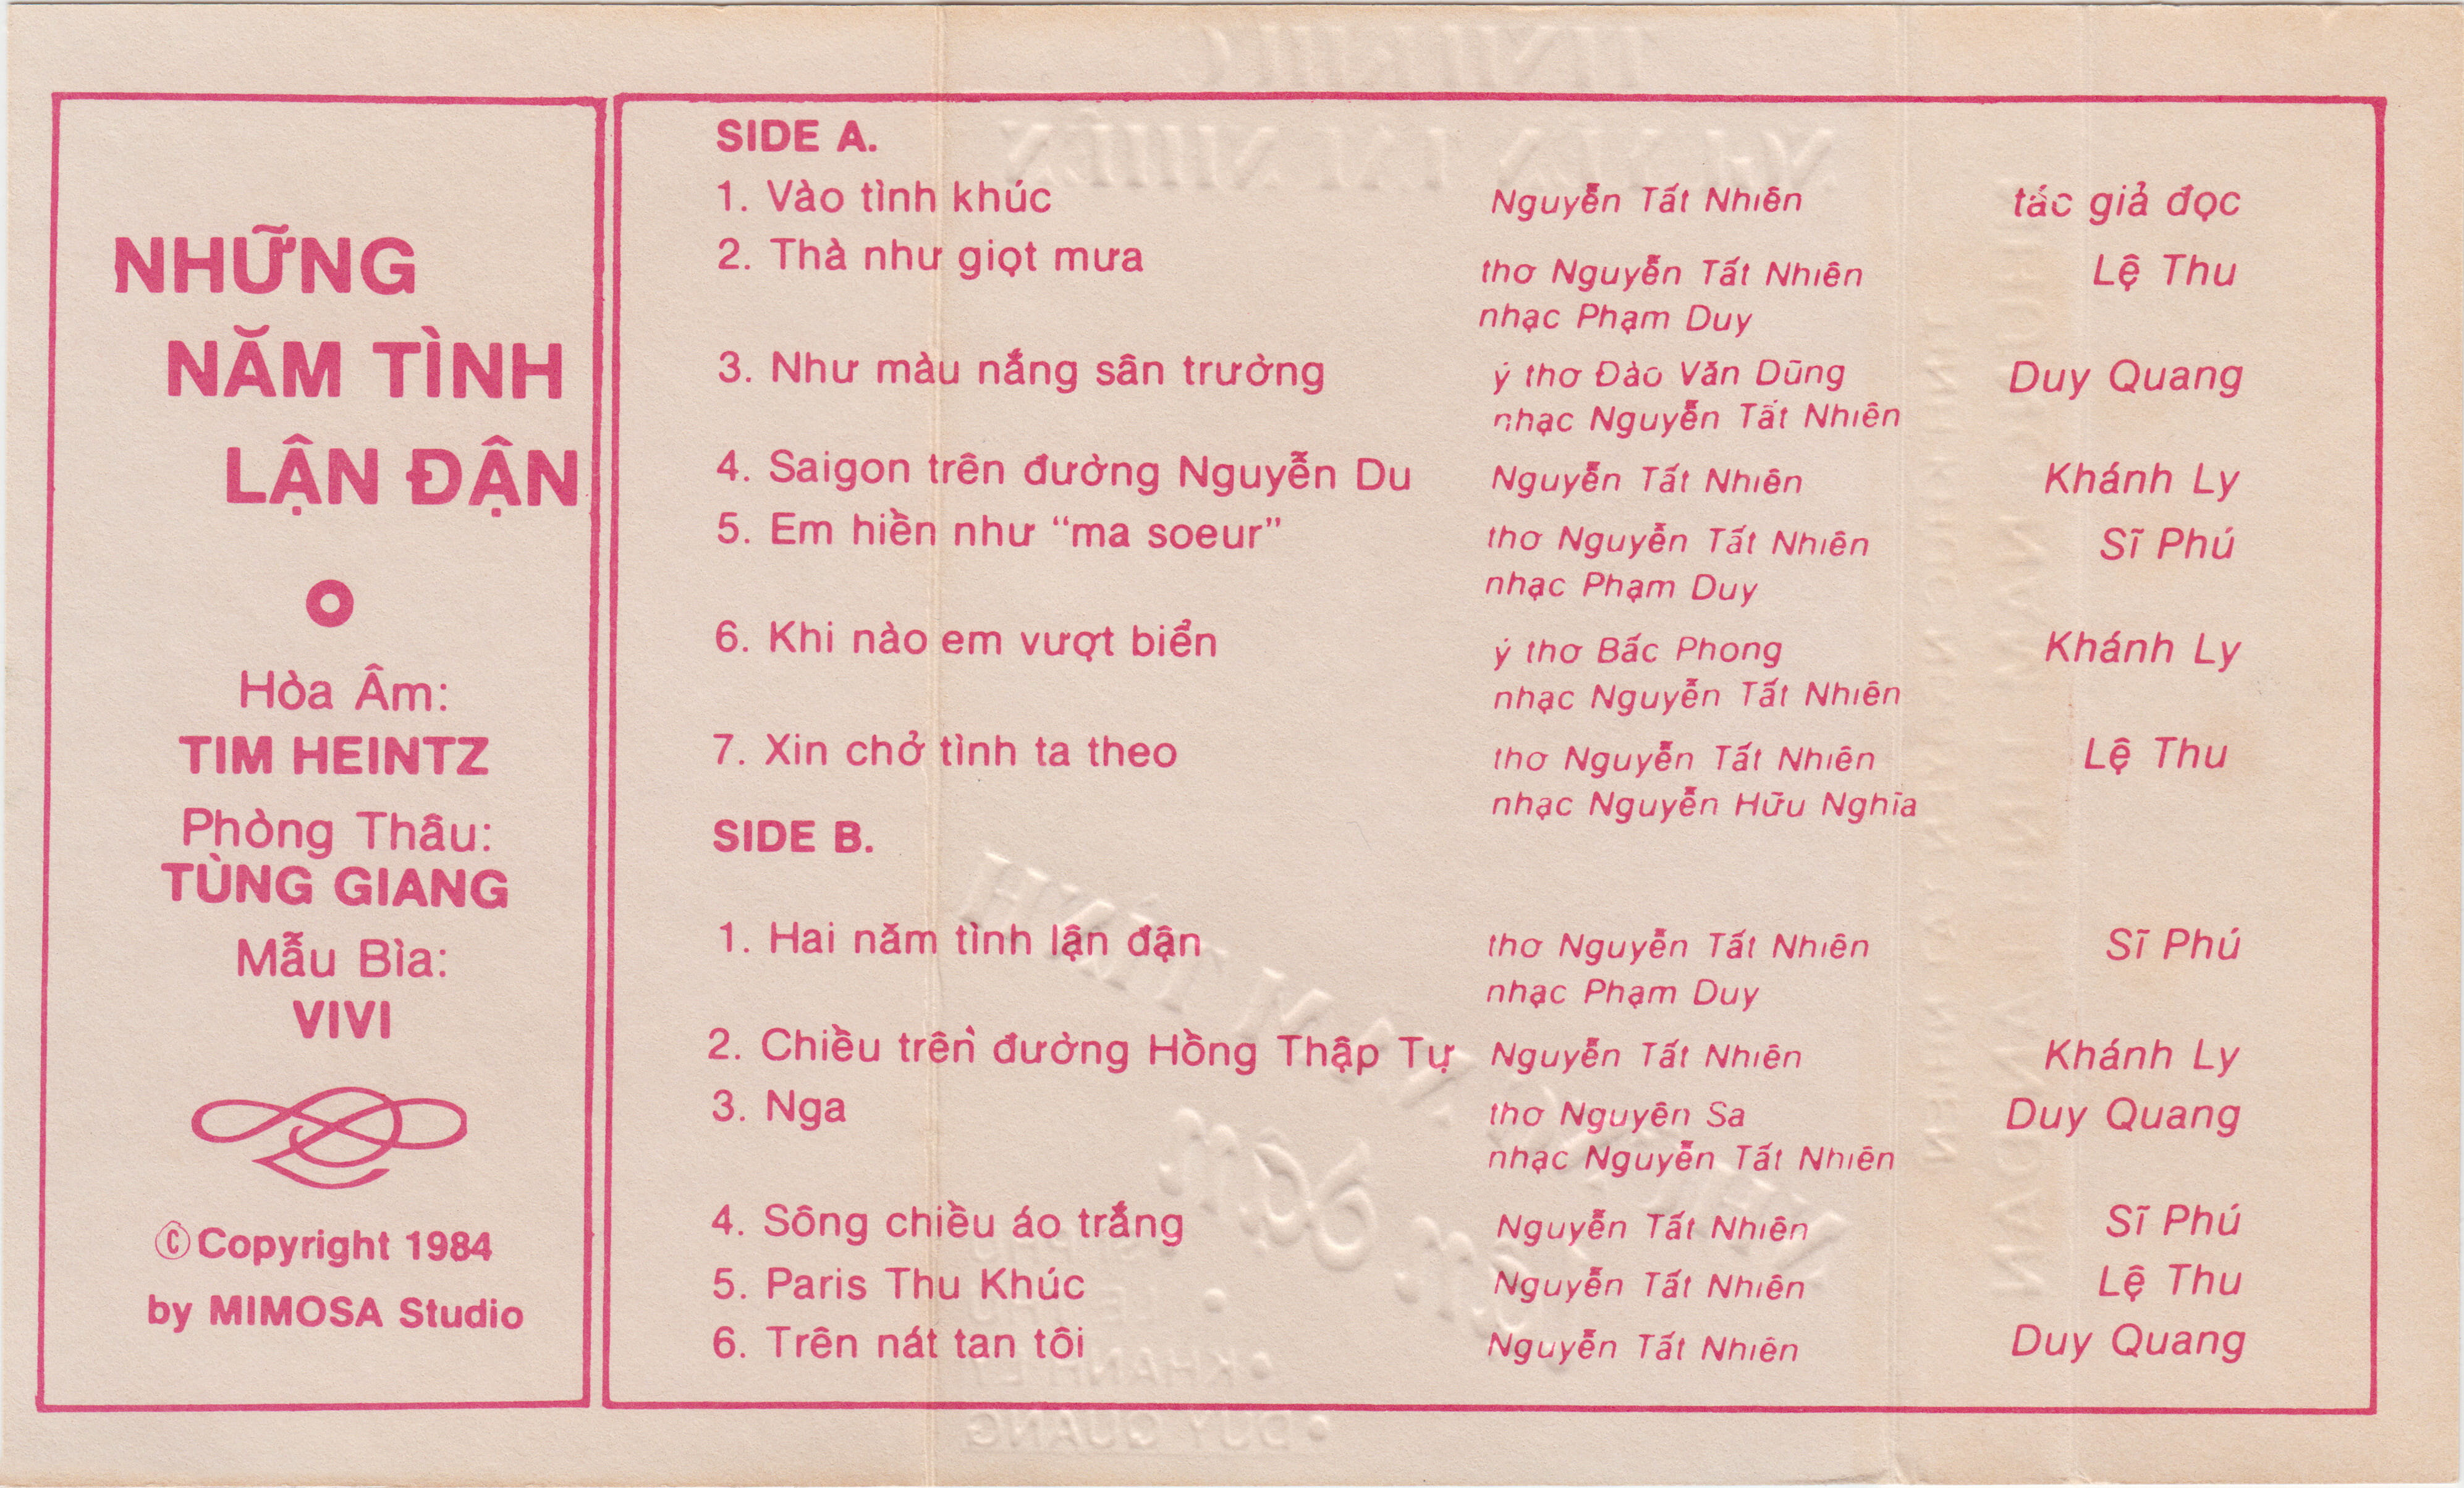 NHỮNG
NĂM TÌNH
LẬN ĐẬN
Hòa Âm:
TIM HEINTZ
Phòng Thâu:
TÙNG GIANG
Mẫu Bìa:
VIVI
©Copyright 1984
by MIMOSA Studio
SIDE A.
1. Vào tình khúc Nguyễn Tất Nhiên tác giả đọc
2. Thà như giọt mưa thơ Nguyễn Tất Nhiên Lệ Thu
nhạc Phạm Duy
3. Như màu nắng sân trường ý thơ Đào Văn Dũng Duy Quang
nhạc Nguyễn Tất Nhiên
4. Saigon trên đường Nguyễn Du Nguyễn Tất Nhiên Khánh Ly
5. Em hiền như “ma soeur” thơ Nguyễn Tất Nhiên Sĩ Phú
nhạc Phạm Duy
6. Khi nào em vượt biển ý thơ Bắc Phong Khánh Ly
nhạc Nguyễn Tất Nhiên
7. Xin chở tình ta theo thơ Nguyễn Tất Nhiên Lệ Thu
nhạc Nguyễn Hữu Nghĩa
SIDE B.
1. Hai năm tình lận đận thơ Nguyễn Tất Nhiên Sĩ Phú
nhạc Phạm Duy
2. Chiều trên đường Hồng Thập Tự Nguyễn Tất Nhiên Khánh Ly
3. Nga thơ Nguyên Sa Duy Quang
nhạc Nguyễn Tất Nhiên
4. Sông chiều áo trắng Nguyễn Tất Nhiên Sĩ Phú
5. Paris Thu Khúc Nguyễn Tất Nhiên Lệ Thu
6. Trên nát tan tôi Nguyễn Tất Nhiên Duy Quang